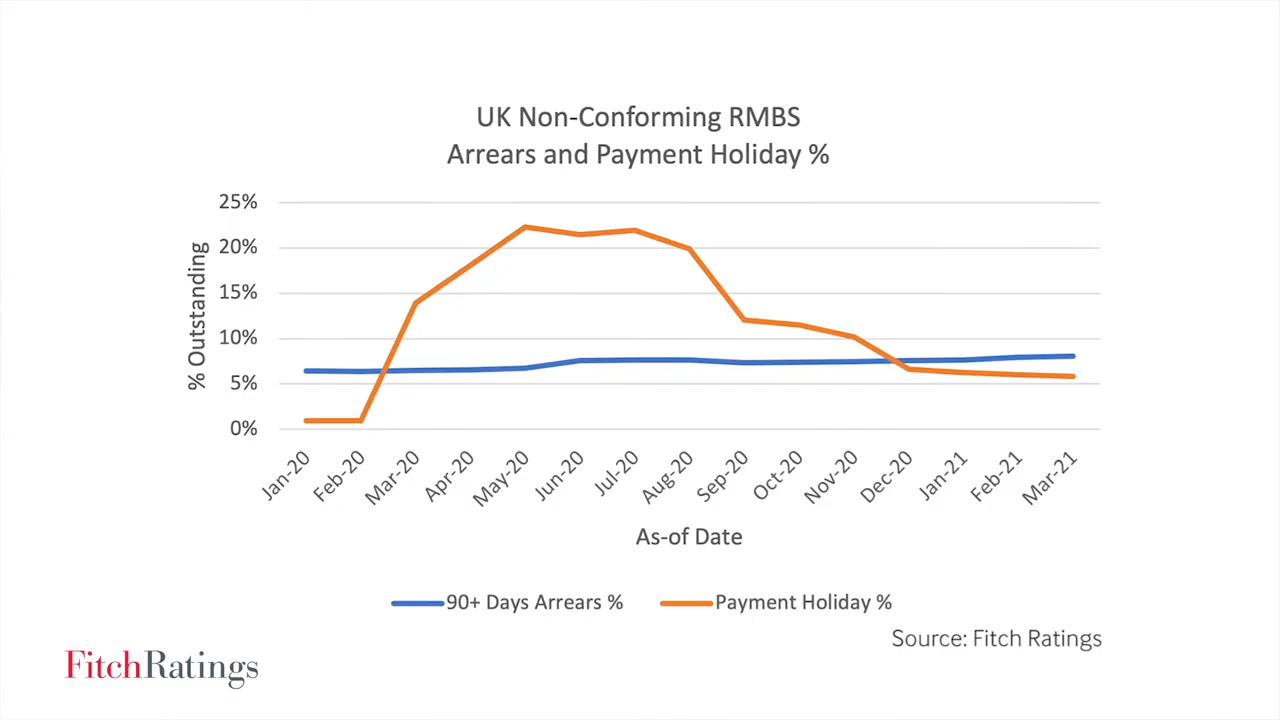 UK Non-Conforming RMBS
Arrears and Payment Holiday %
% Outstanding
25%
20%
15%
10%
5%
0%
Jan-20
Feb-20
Mar-20
Apr-20
May-20
Jun-20
Jul-20
Aug-20
Sep-20
Oct-20
Nov-20
Dec-20
Jan-21
Feb-21
Mar-21
As-of Date
90+ Days Arrears %
Payment Holiday %
Source: Fitch Ratings
FitchRatings